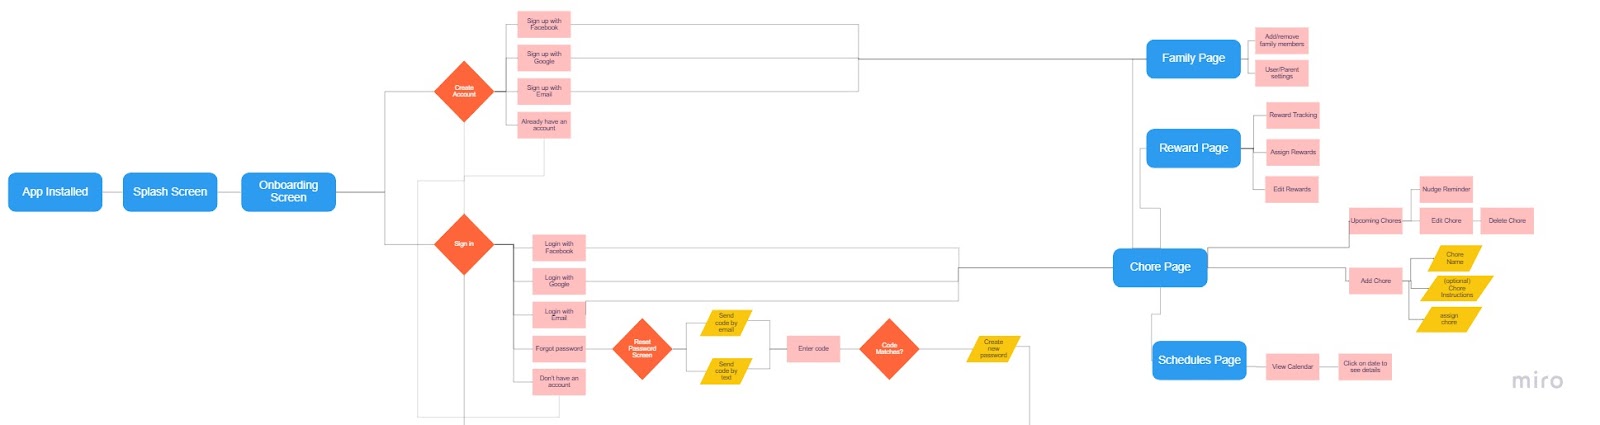 Sign up with
Facebook
Sign up with
Google
Sign up with
Email
Already have an
account
Create
Account
App Installed
Splash Screen
Onboarding
Screen
Sign in
Login with
Facebook
Login with
Google
Login with
Email
Forgot password
Don't have an
account
Reset
Password
Screen
Send
code by
email
Send
code by
text
Enter code
Code
Matches?
Create
new
password
Family Page
Add/remove
family members
User/Parent
settings
Reward Page
Reward Tracking
Assign Rewards
Edit Rewards
Chore Page
Upcoming Chores
Nudge Reminder
Edit Chore
Delete Chore
Add Chore
Chore
Name
(optional)
Chore
Instructions
assign
chore
Schedules Page
View Calendar
Click on date to
see details
miro